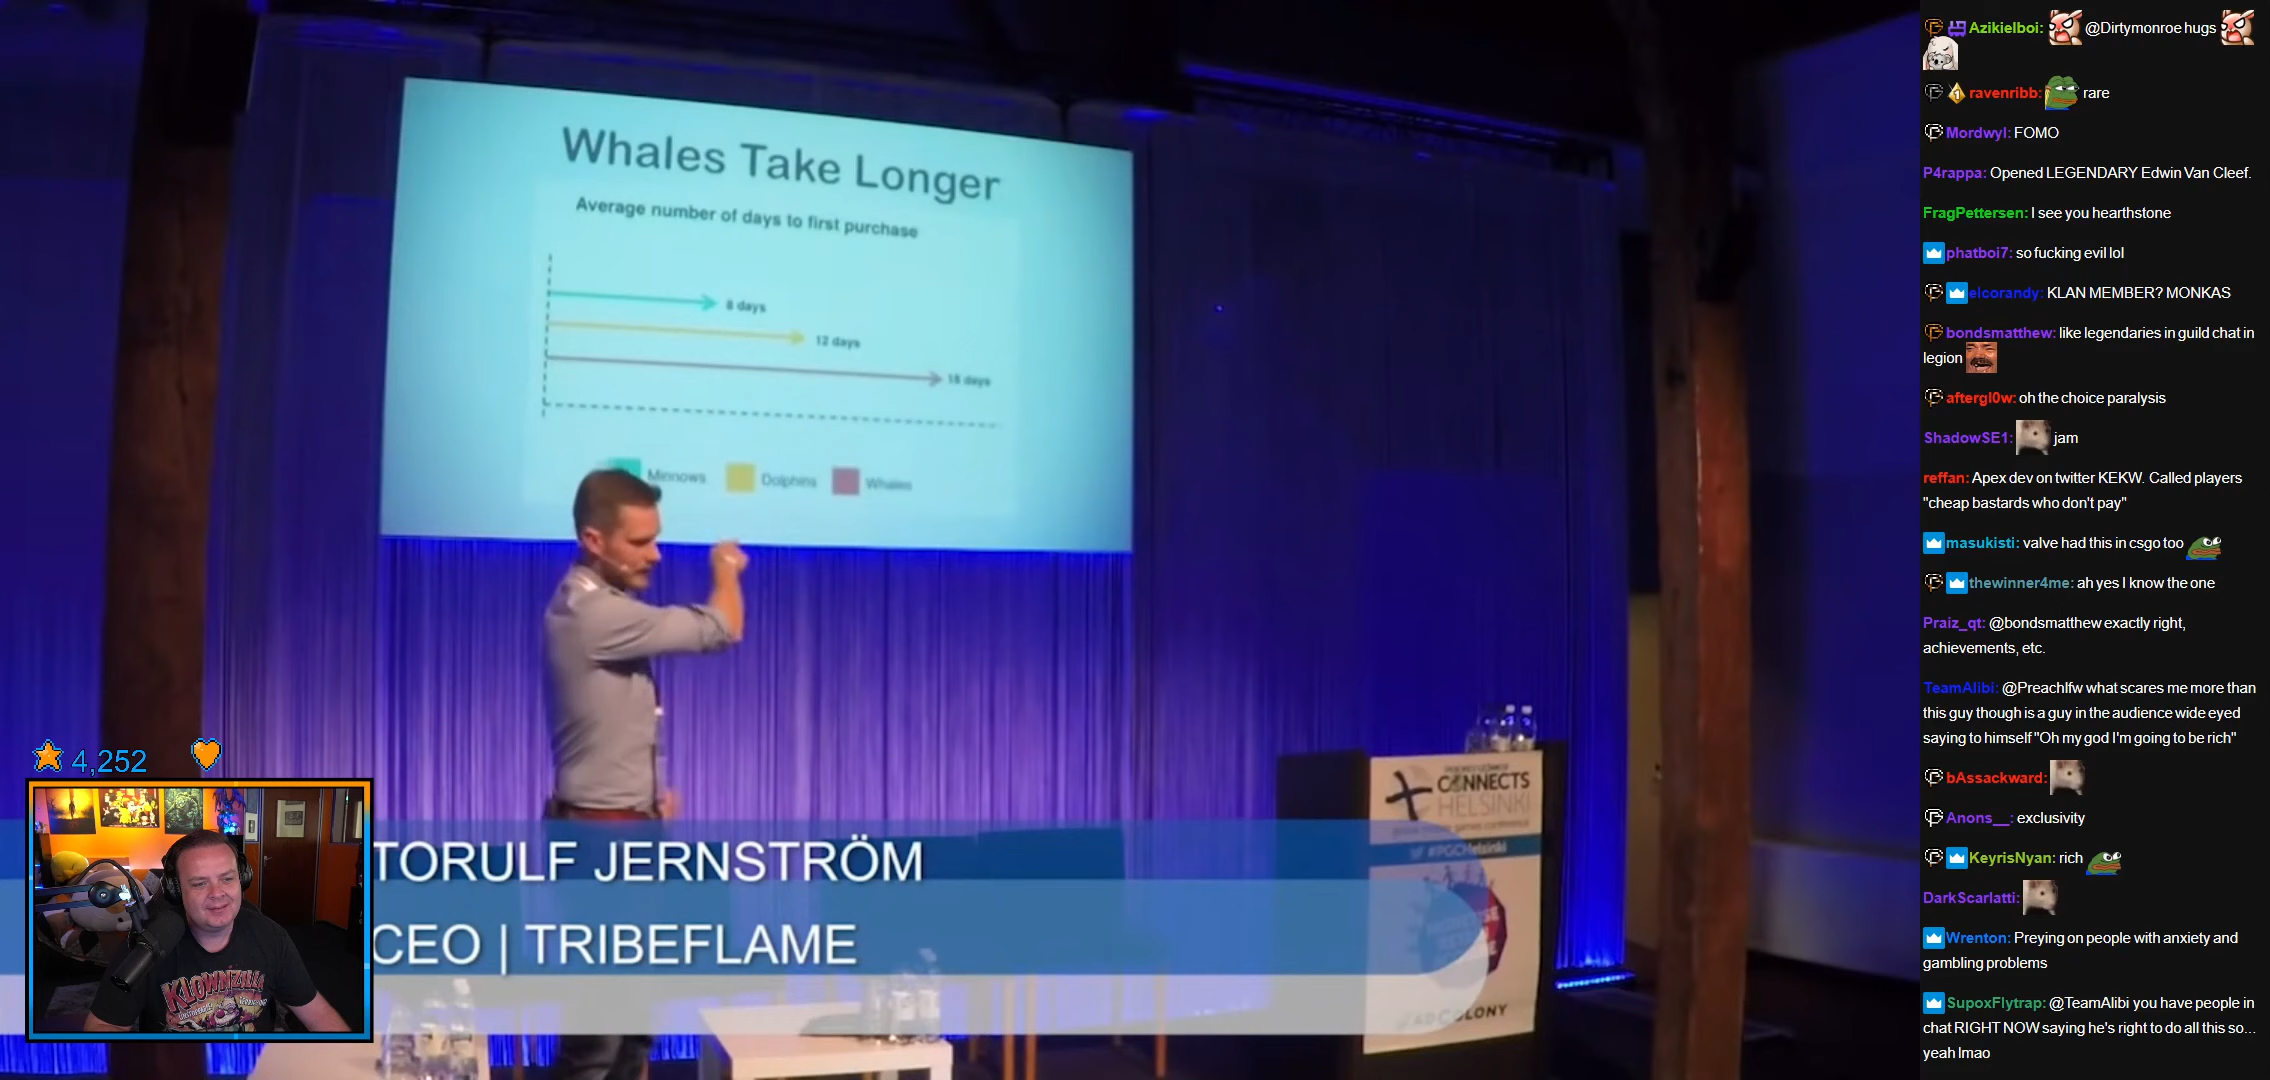 Whales Take Longer
Average number of days to first purchase
8 days
12 days
18 days
Minnows
Dolphins
Whales
4,252
KLOWNZILLA
TORULF JERNSTRÖM
CEO | TRIBEFLAME
CONNECTS
HELSINKI
#PGCHelsinki
ADCOLONY
Azikielboi: @Dirtymonroe hugs
ravenribb: rare
Mordwyl: FOMO
P4rappa: Opened LEGENDARY Edwin Van Cleef.
FragPettersen: I see you hearthstone
phatboi7: so fucking evil lol
elcorandy: KLAN MEMBER? MONKAS
bondsmatthew: like legendaries in guild chat in
legion
aftergl0w: oh the choice paralysis
ShadowSE1: jam
reffan: Apex dev on twitter KEKW. Called players
"cheap bastards who don't pay"
masukisti: valve had this in csgo too
thewinner4me: ah yes I know the one
Praiz_qt: @bondsmatthew exactly right,
achievements, etc.
TeamAlibi: @Preachlfw what scares me more than
this guy though is a guy in the audience wide eyed
saying to himself "Oh my god I'm going to be rich"
bAssackward:
Anons__: exclusivity
KeyrisNyan: rich
DarkScarlatti:
Wrenton: Preying on people with anxiety and
gambling problems
SupoxFlytrap: @TeamAlibi you have people in
chat RIGHT NOW saying he's right to do all this so...
yeah lmao